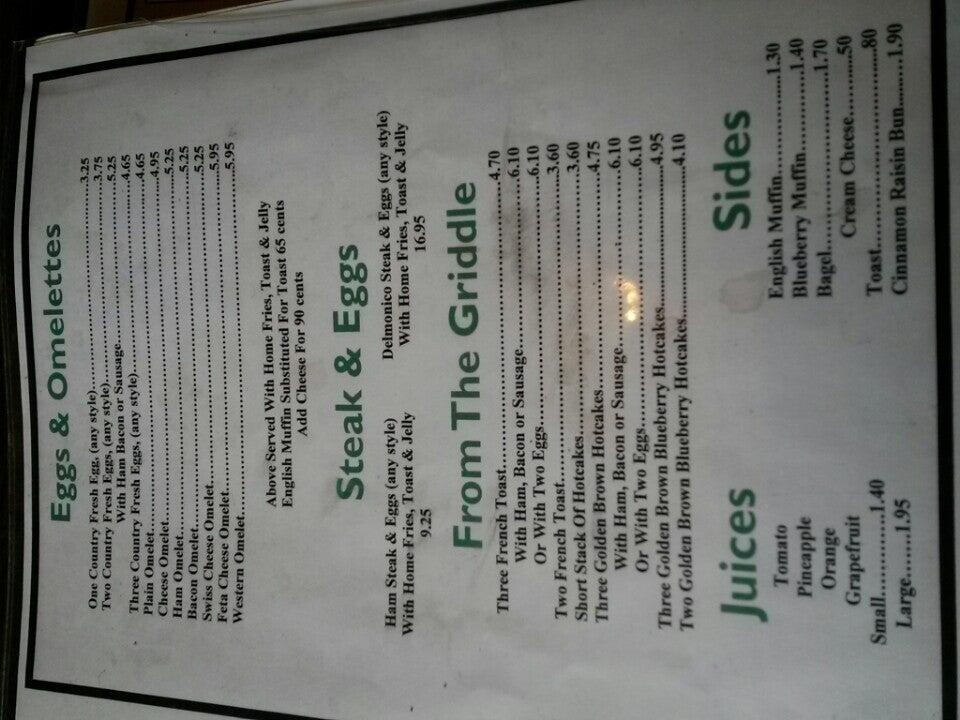 Eggs & Omelettes
One Country Fresh Egg, (any style)..........3.25
Two Country Fresh Eggs, (any style)..........3.75
With Ham Bacon or Sausage..........5.25
Three Country Fresh Eggs, (any style)..........4.65
Plain Omelet..........4.65
Cheese Omelet..........4.95
Ham Omelet..........5.25
Bacon Omelet..........5.25
Swiss Cheese Omelet..........5.25
Feta Cheese Omelet..........5.95
Western Omelet..........5.95
Above Served With Home Fries, Toast & Jelly
English Muffin Substituted For Toast 65 cents
Add Cheese For 90 cents
Steak & Eggs
Ham Steak & Eggs (any style)
With Home Fries, Toast & Jelly
9.25
Delmonico Steak & Eggs (any style)
With Home Fries, Toast & Jelly
16.95
From The Griddle
Three French Toast..........4.70
With Ham, Bacon or Sausage..........6.10
Or With Two Eggs..........6.10
Two French Toast..........3.60
Short Stack Of Hotcakes..........3.60
Three Golden Brown Hotcakes..........4.75
With Ham, Bacon or Sausage..........6.10
Or With Two Eggs..........6.10
Three Golden Brown Blueberry Hotcakes..........4.95
Two Golden Brown Blueberry Hotcakes..........4.10
Juices
Tomato
Pineapple
Orange
Grapefruit
Small............1.40
Large........1.95
Sides
English Muffin..........1.30
Blueberry Muffin..........1.40
Bagel..........1.70
Cream Cheese..........50
Toast..........80
Cinnamon Raisin Bun........1.90